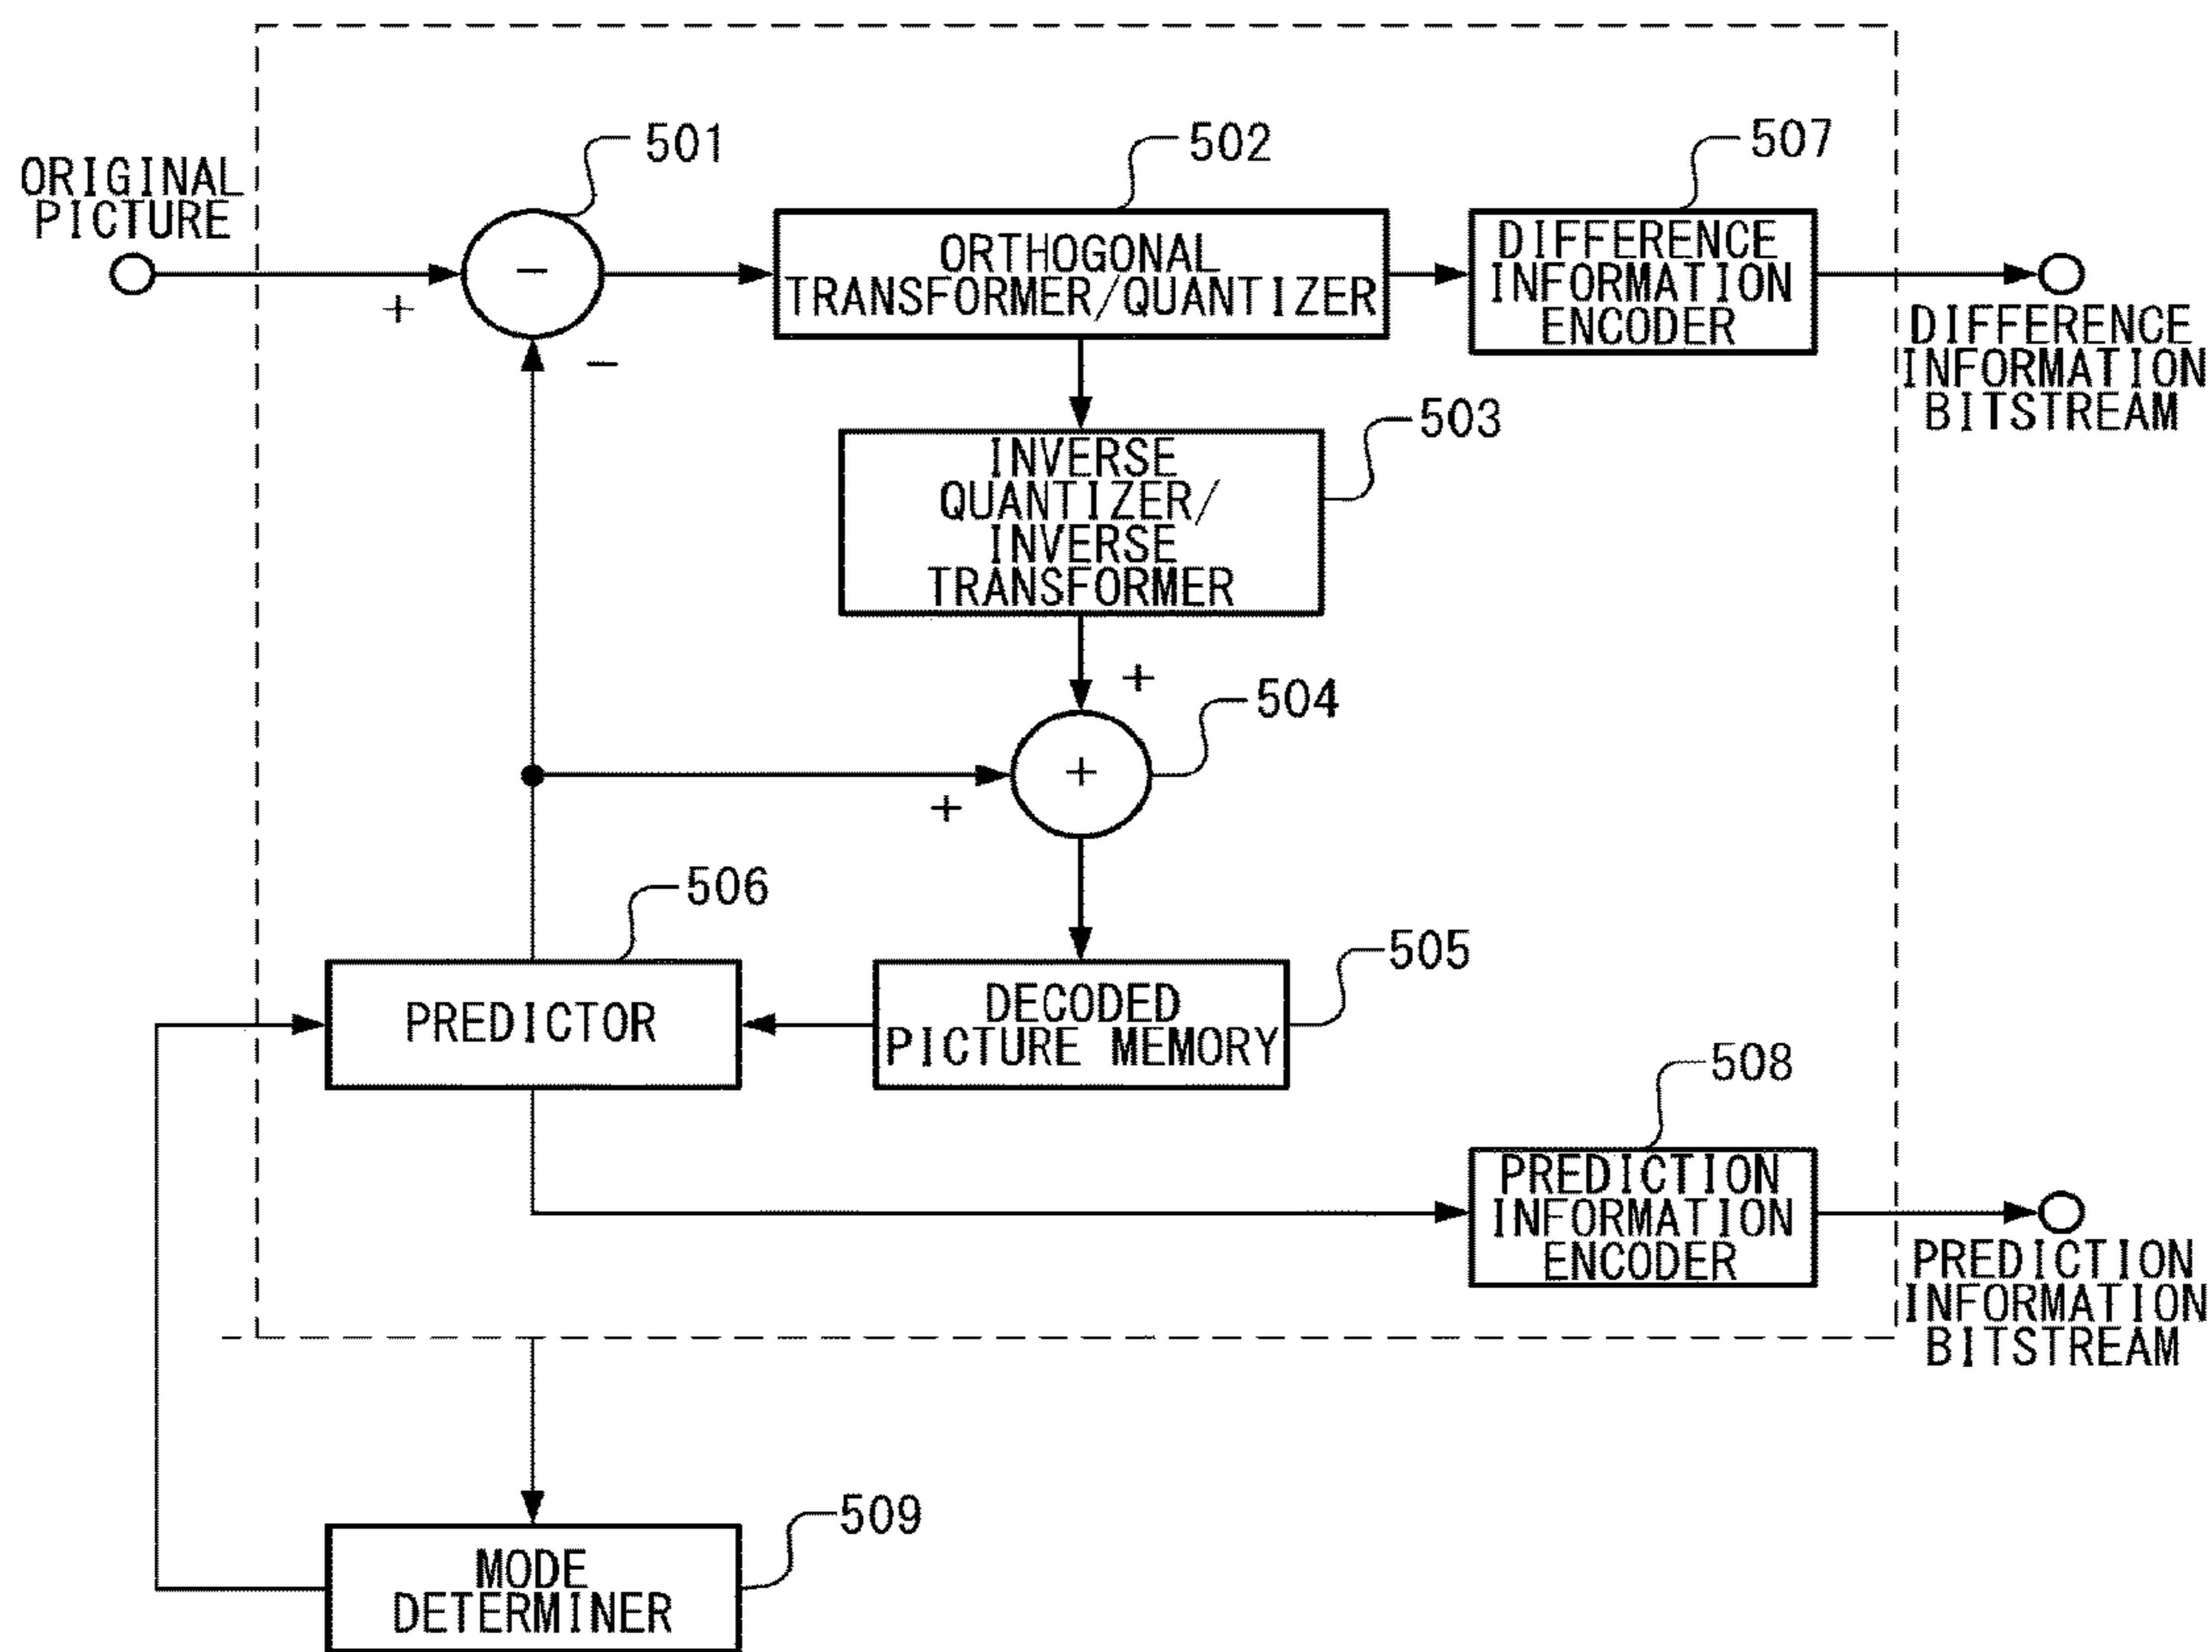 501
502
507
ORIGINAL
PICTURE
-
ORTHOGONAL
TRANSFORMER/QUANTIZER
DIFFERENCE
INFORMATION
ENCODER
+
-
DIFFERENCE
INFORMATION
BITSTREAM
503
INVERSE
QUANTIZER/
INVERSE
TRANSFORMER
+
504
+
+
506
505
PREDICTOR
DECODED
PICTURE MEMORY
508
PREDICTION
INFORMATION
ENCODER
PREDICTION
INFORMATION
BITSTREAM
509
MODE
DETERMINER